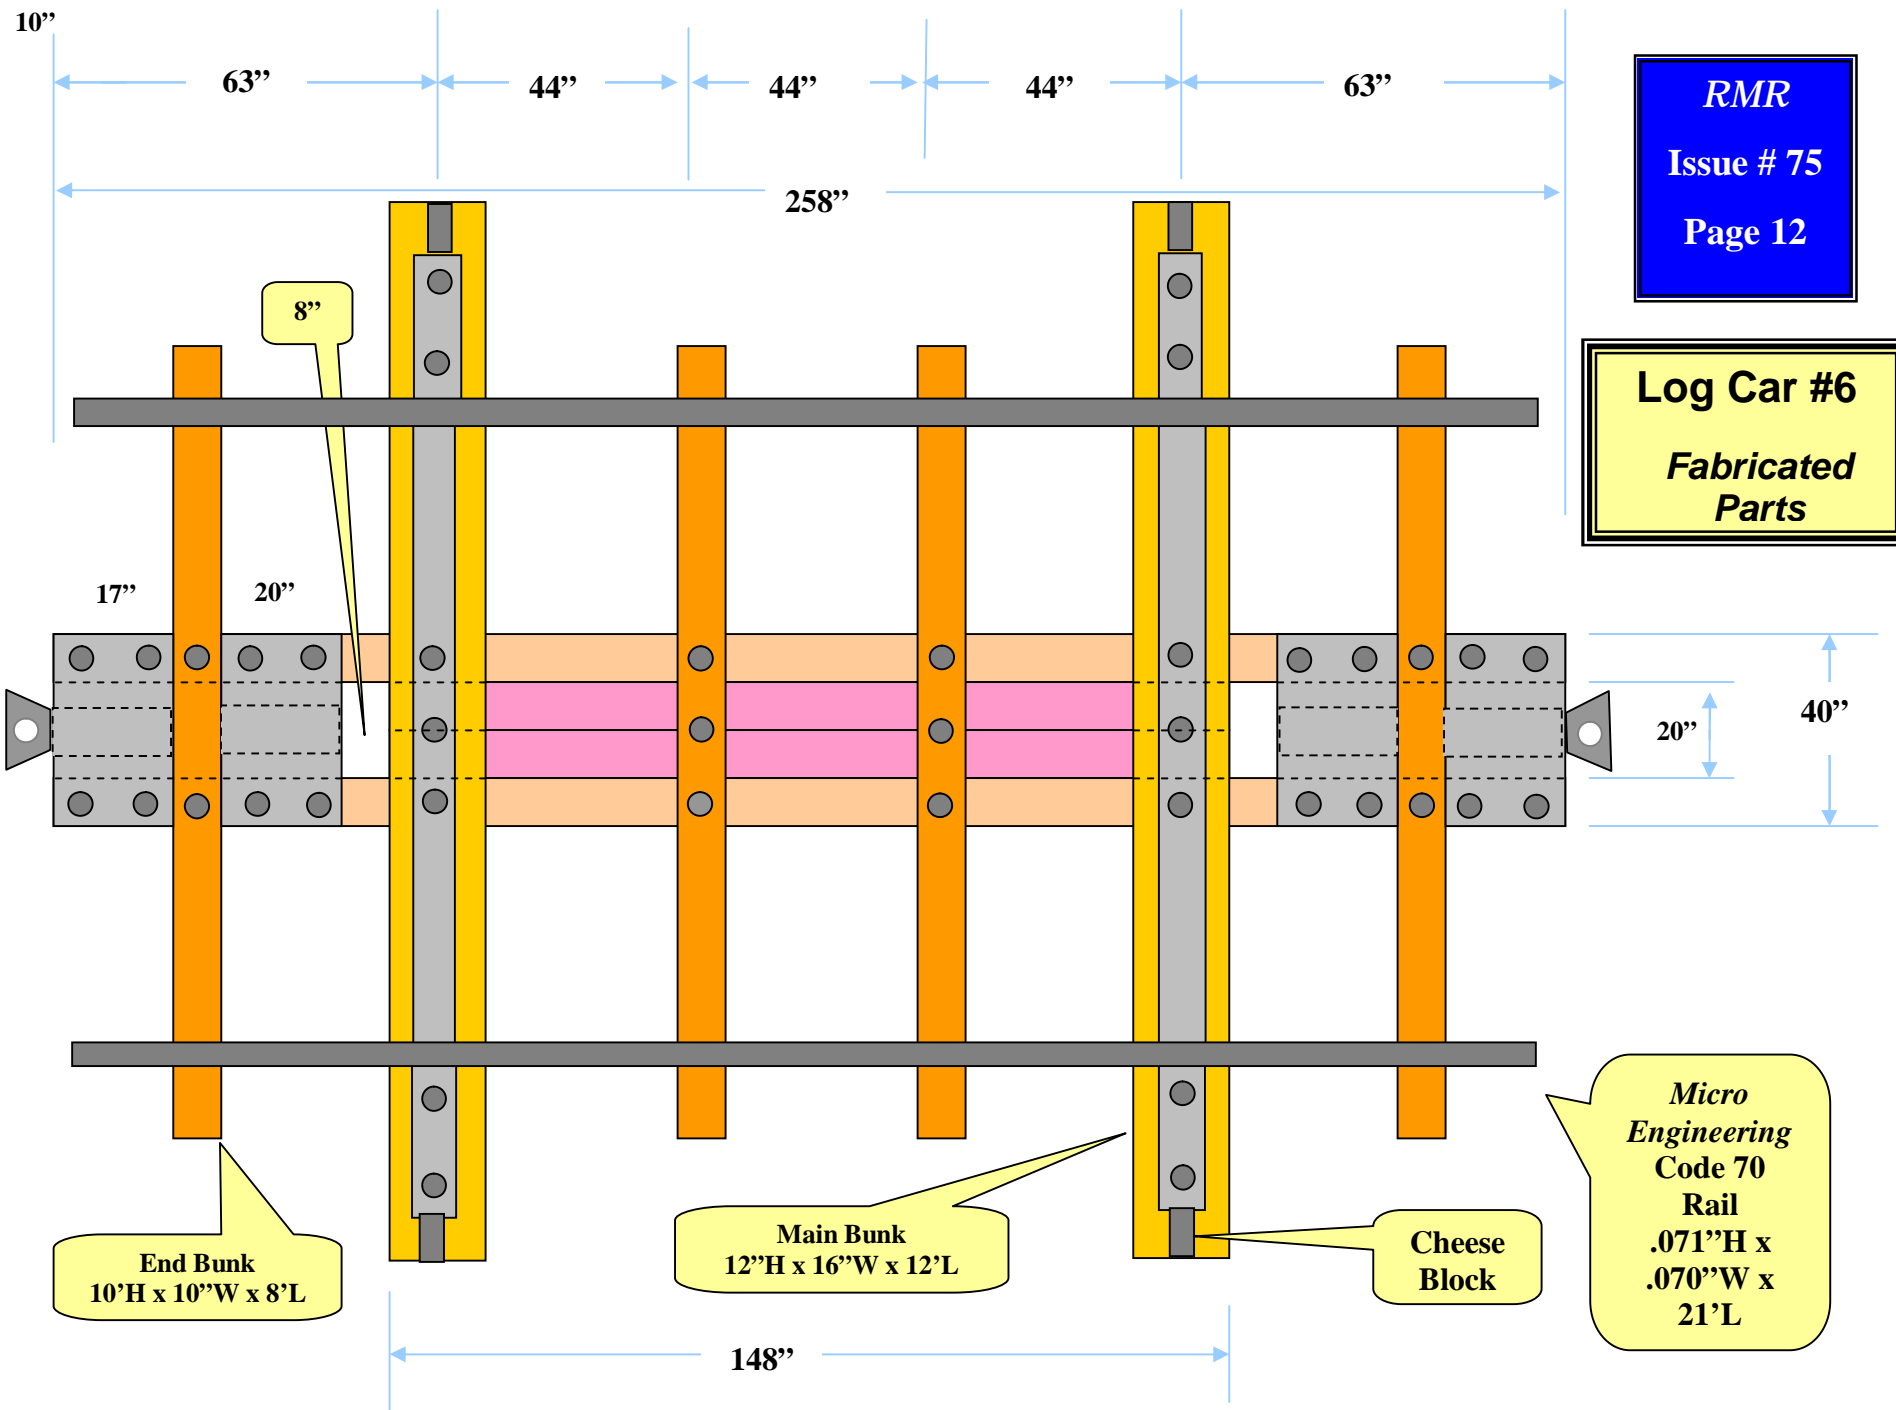 10”
63”
44”
44”
44”
63”
258”
RMR
Issue # 75
Page 12
8”
Log Car #6
Fabricated
Parts
17”
20”
20”
40”
End Bunk
10’H x 10”W x 8’L
Main Bunk
12”H x 16”W x 12’L
Cheese
Block
Micro
Engineering
Code 70
Rail
.071”H x
.070”W x
21’L
148”